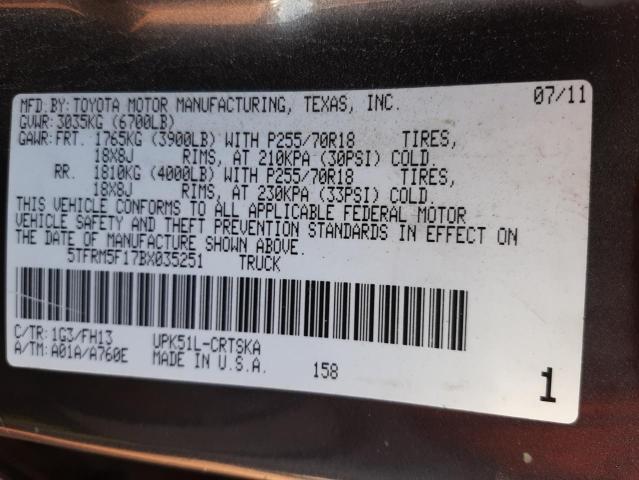 MFD.BY: TOYOTA MOTOR MANUFACTURING, TEXAS, INC. 07/11
GVWR: 3035KG (6700LB)
GAWR: FRT. 1765KG (3900LB) WITH P255/70R18 TIRES,
18X8J RIMS, AT 210KPA (30PSI) COLD.
RR. 1810KG (4000LB) WITH P255/70R18 TIRES,
18X8J RIMS, AT 230KPA (33PSI) COLD.
THIS VEHICLE CONFORMS TO ALL APPLICABLE FEDERAL MOTOR
VEHICLE SAFETY AND THEFT PREVENTION STANDARDS IN EFFECT ON
THE DATE OF MANUFACTURE SHOWN ABOVE.
5TFRM5F17BX035251 TRUCK
C/TR: 1G3/FH13 UPK51L-CRTSKA
A/TM: A01A/A760E MADE IN U.S.A. 158 1